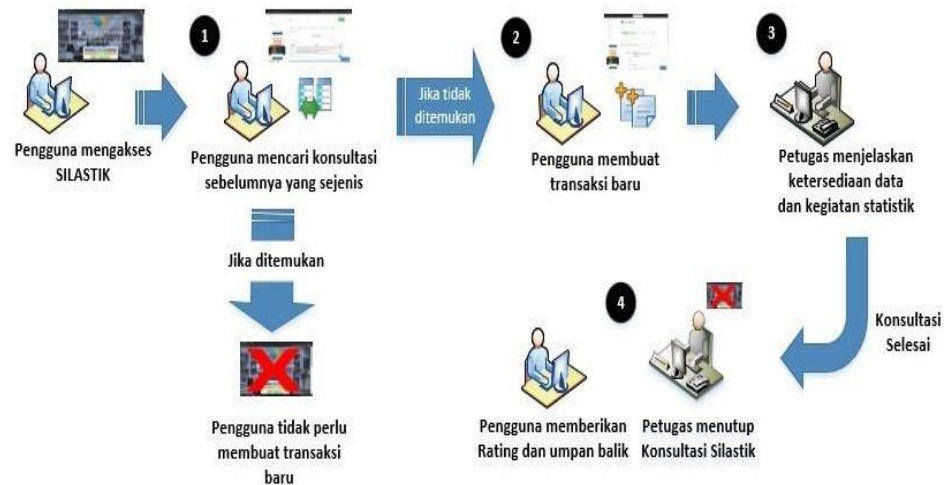 Pengguna mengakses
SILASTIK
1
Pengguna mencari konsultasi
sebelumnya yang sejenis
Jika tidak
ditemukan
2
Pengguna membuat
transaksi baru
3
Petugas menjelaskan
ketersediaan data
dan kegiatan statistik
Jika ditemukan
Pengguna tidak perlu
membuat transaksi
baru
Konsultasi
Selesai
4
Pengguna memberikan
Rating dan umpan balik
Petugas menutup
Konsultasi Silastik